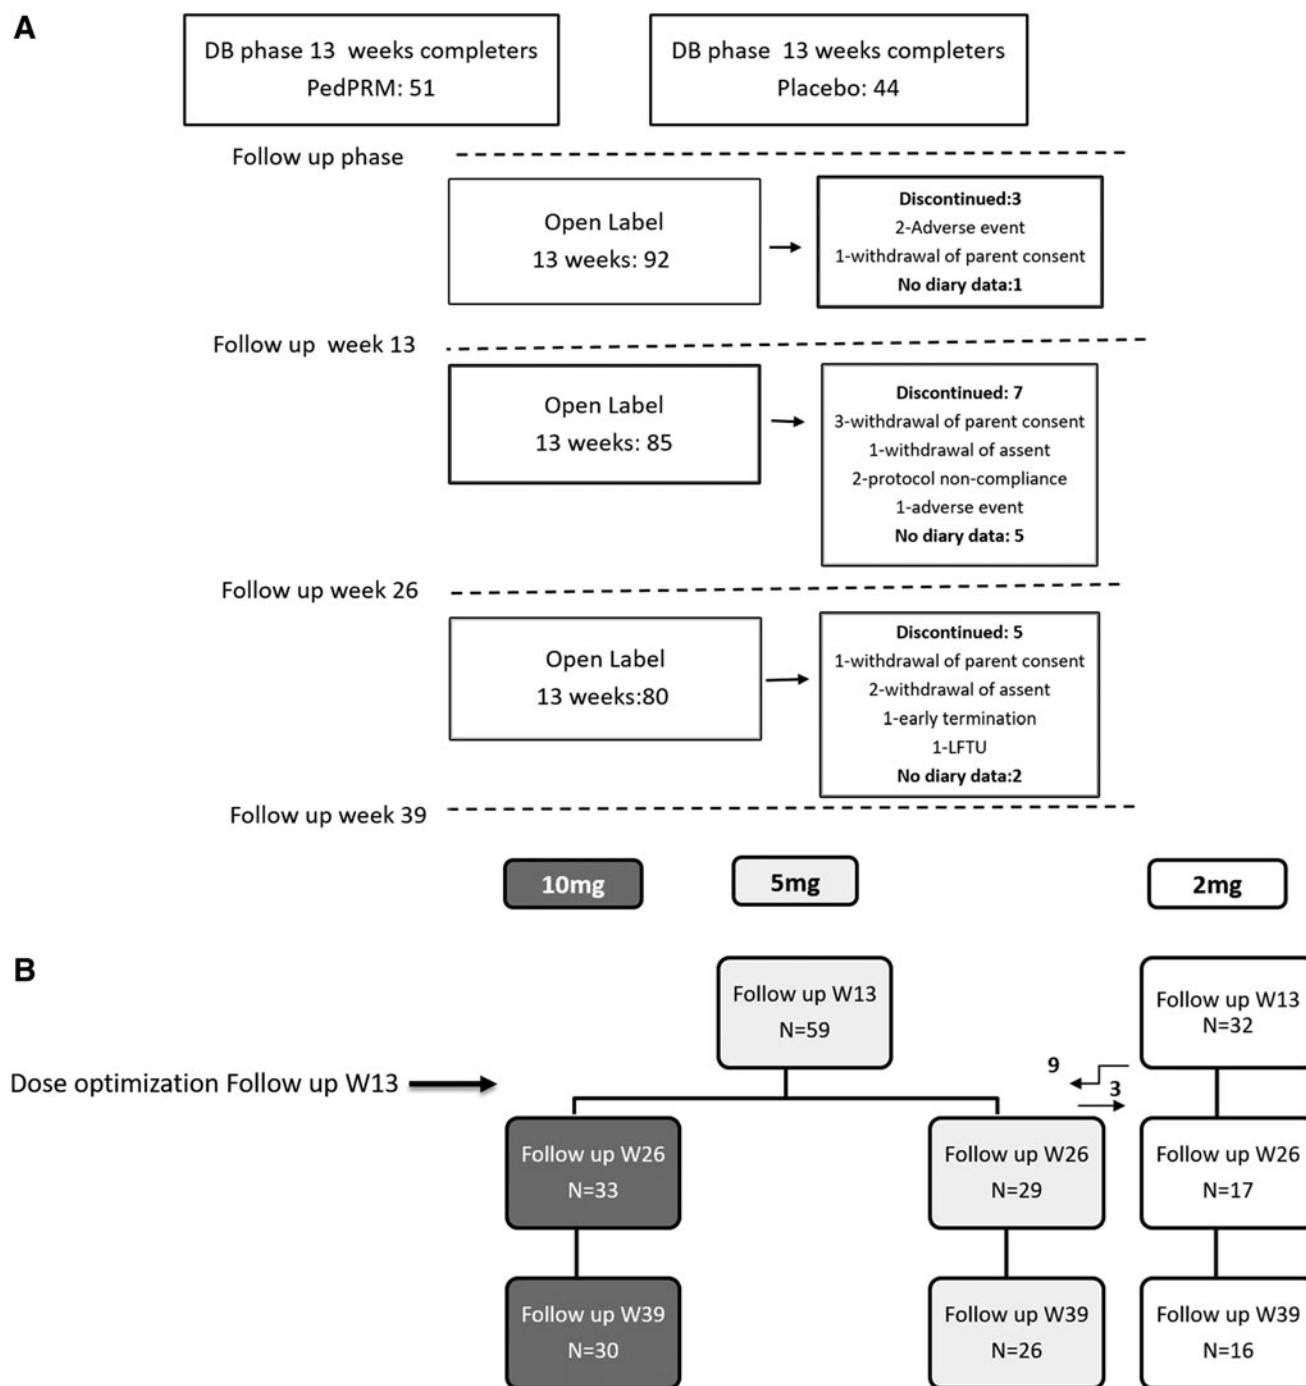 A
DB phase 13 weeks completers
PedPRM: 51
DB phase 13 weeks completers
Placebo: 44
Follow up phase
Open Label
13 weeks: 92
Discontinued:3
2-Adverse event
1-withdrawal of parent consent
No diary data:1
Follow up week 13
Open Label
13 weeks: 85
Discontinued: 7
3-withdrawal of parent consent
1-withdrawal of assent
2-protocol non-compliance
1-adverse event
No diary data: 5
Follow up week 26
Open Label
13 weeks:80
Discontinued: 5
1-withdrawal of parent consent
2-withdrawal of assent
1-early termination
1-LFTU
No diary data:2
Follow up week 39
10mg
5mg
2mg
B
Follow up W13
N=59
Follow up W13
N=32
Dose optimization Follow up W13
9
3
Follow up W26
N=33
Follow up W26
N=29
Follow up W26
N=17
Follow up W39
N=30
Follow up W39
N=26
Follow up W39
N=16